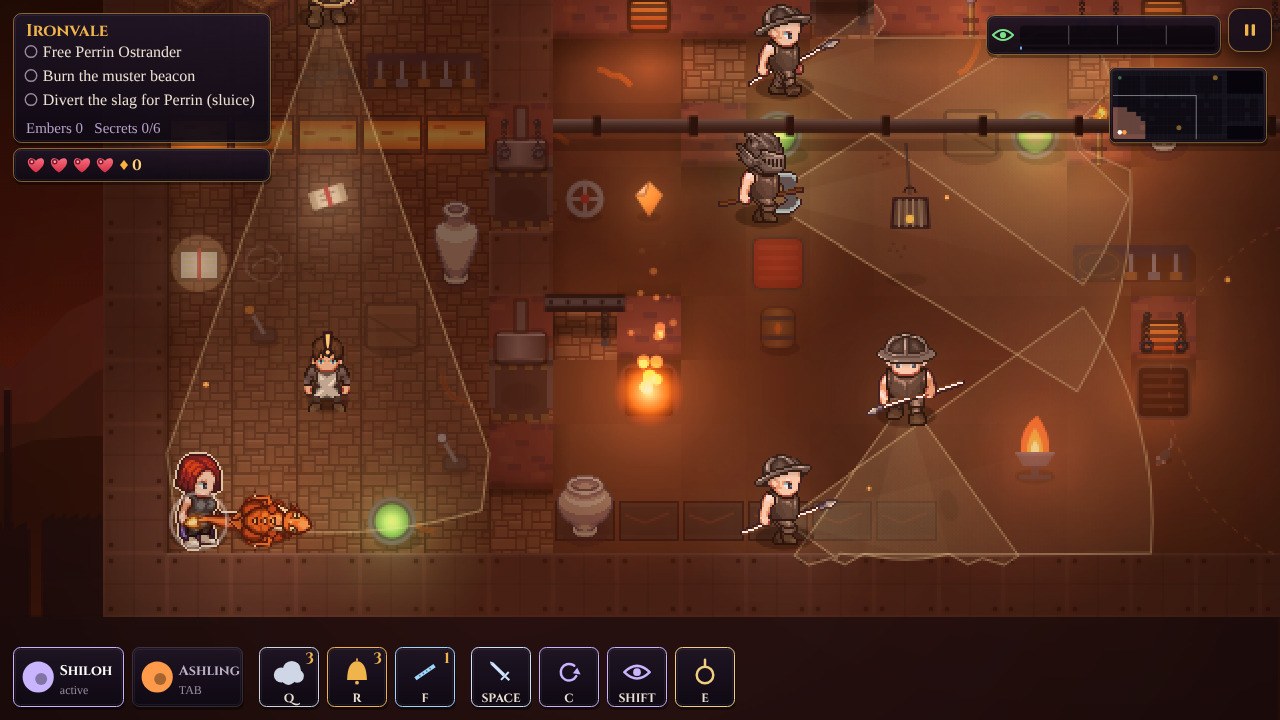 IRONVALE
Free Perrin Ostrander
Burn the muster beacon
Divert the slag for Perrin (sluice)
Embers 0 Secrets 0/6
0
SHILOH
active
ASHLING
TAB
3
Q
3
R
1
F
SPACE
C
SHIFT
E